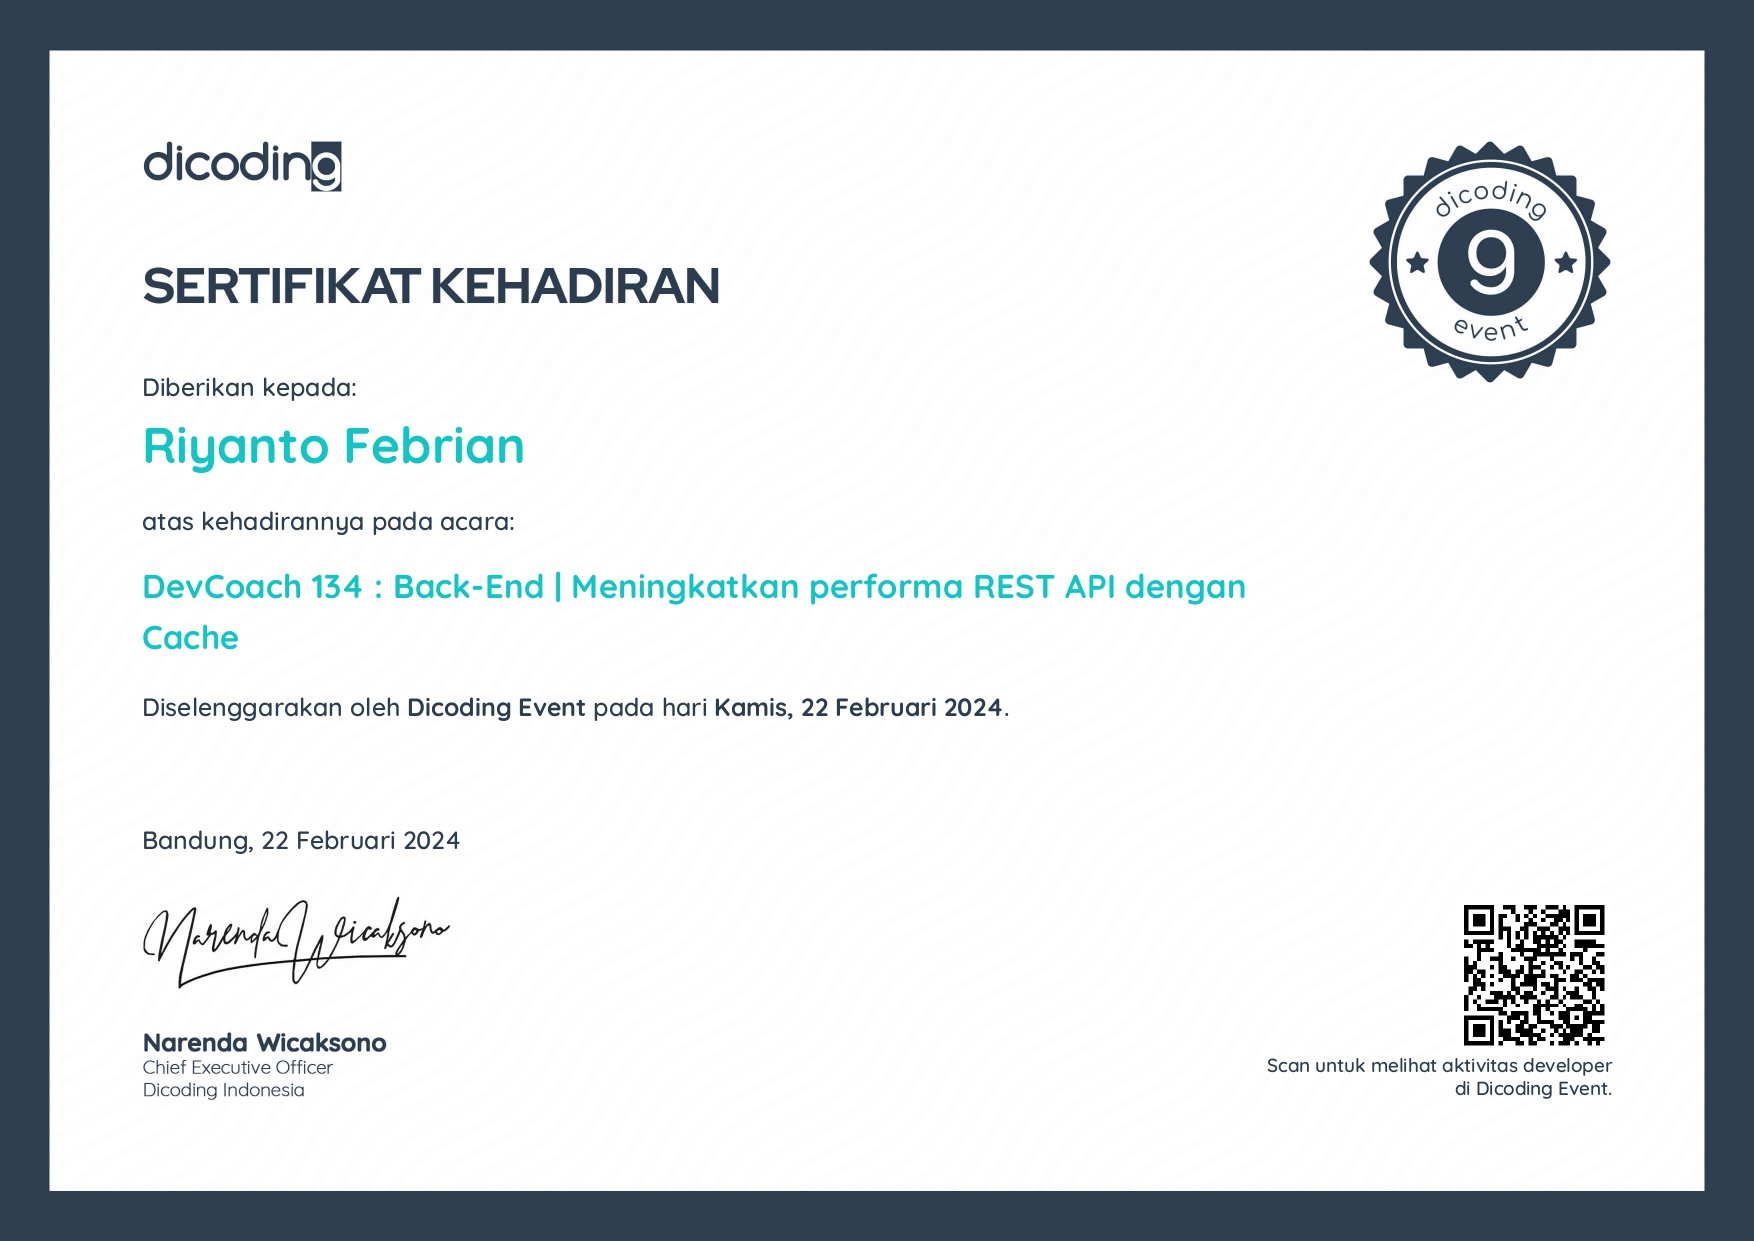 dicoding
SERTIFIKAT KEHADIRAN
dicoding
g
event
Diberikan kepada:
Riyanto Febrian
atas kehadirannya pada acara:
DevCoach 134 : Back-End | Meningkatkan performa REST API dengan
Cache
Diselenggarakan oleh Dicoding Event pada hari Kamis, 22 Februari 2024.
Bandung, 22 Februari 2024
Narenda Wicaksono
Narenda Wicaksono
Chief Executive Officer
Dicoding Indonesia
Scan untuk melihat aktivitas developer
di Dicoding Event.